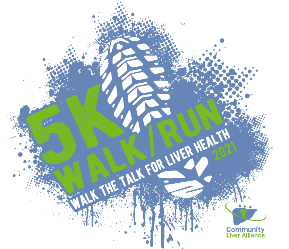 5K
WALK/RUN
WALK THE TALK FOR LIVER HEALTH
2021
Community
Liver Alliance